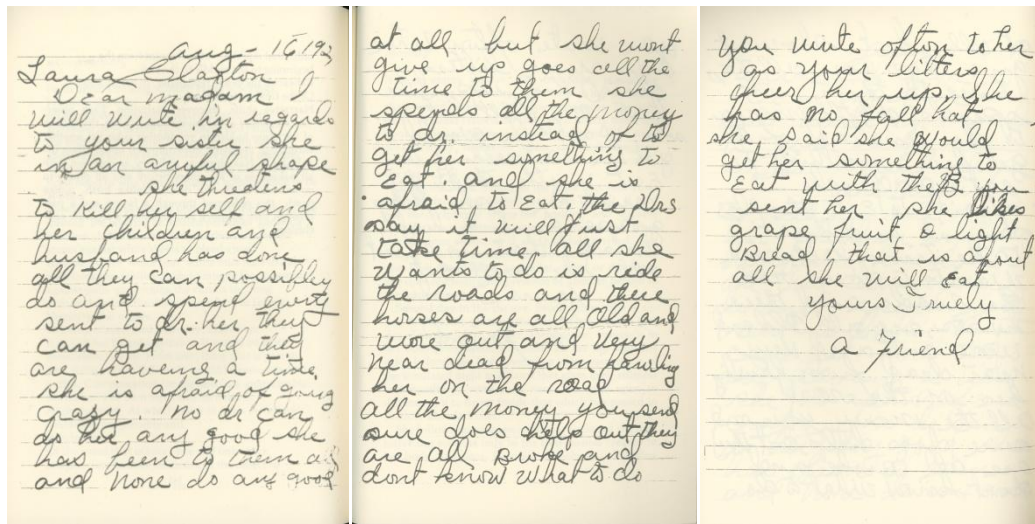 Aug - 16 192
Laura Clayton
Dear madam I
will write in regards
to your sister she
in an awful shape
she threatens
to Kill her self and
her children and
husband has done
all they can possibley
do and spend every
sent to dr. her they
can get and they
are haveing a time
she is afraid of going
crazy. no dr can
do her any good she
has been to them all
and none do any good
at all but she wont
give up goes all the
time to them she
spends all the money
to dr. instead of to
get her something to
Eat. and she is
afraid to Eat. the Drs
say it will Just
take time all she
wants to do is ride
the roads and there
horses are all Old and
wore out and Very
near dead from hawling
her on the road
all the money you send
sure does help out they
are all Broke and
dont Know what to do
you write ofton to her
as your litters
cheer her up. She
has no fall hat
she said she would
get her something to
Eat with the you
sent her she likes
grape fruit & light
Bread, that is about
all she will Eat
yours Truely
a Friend